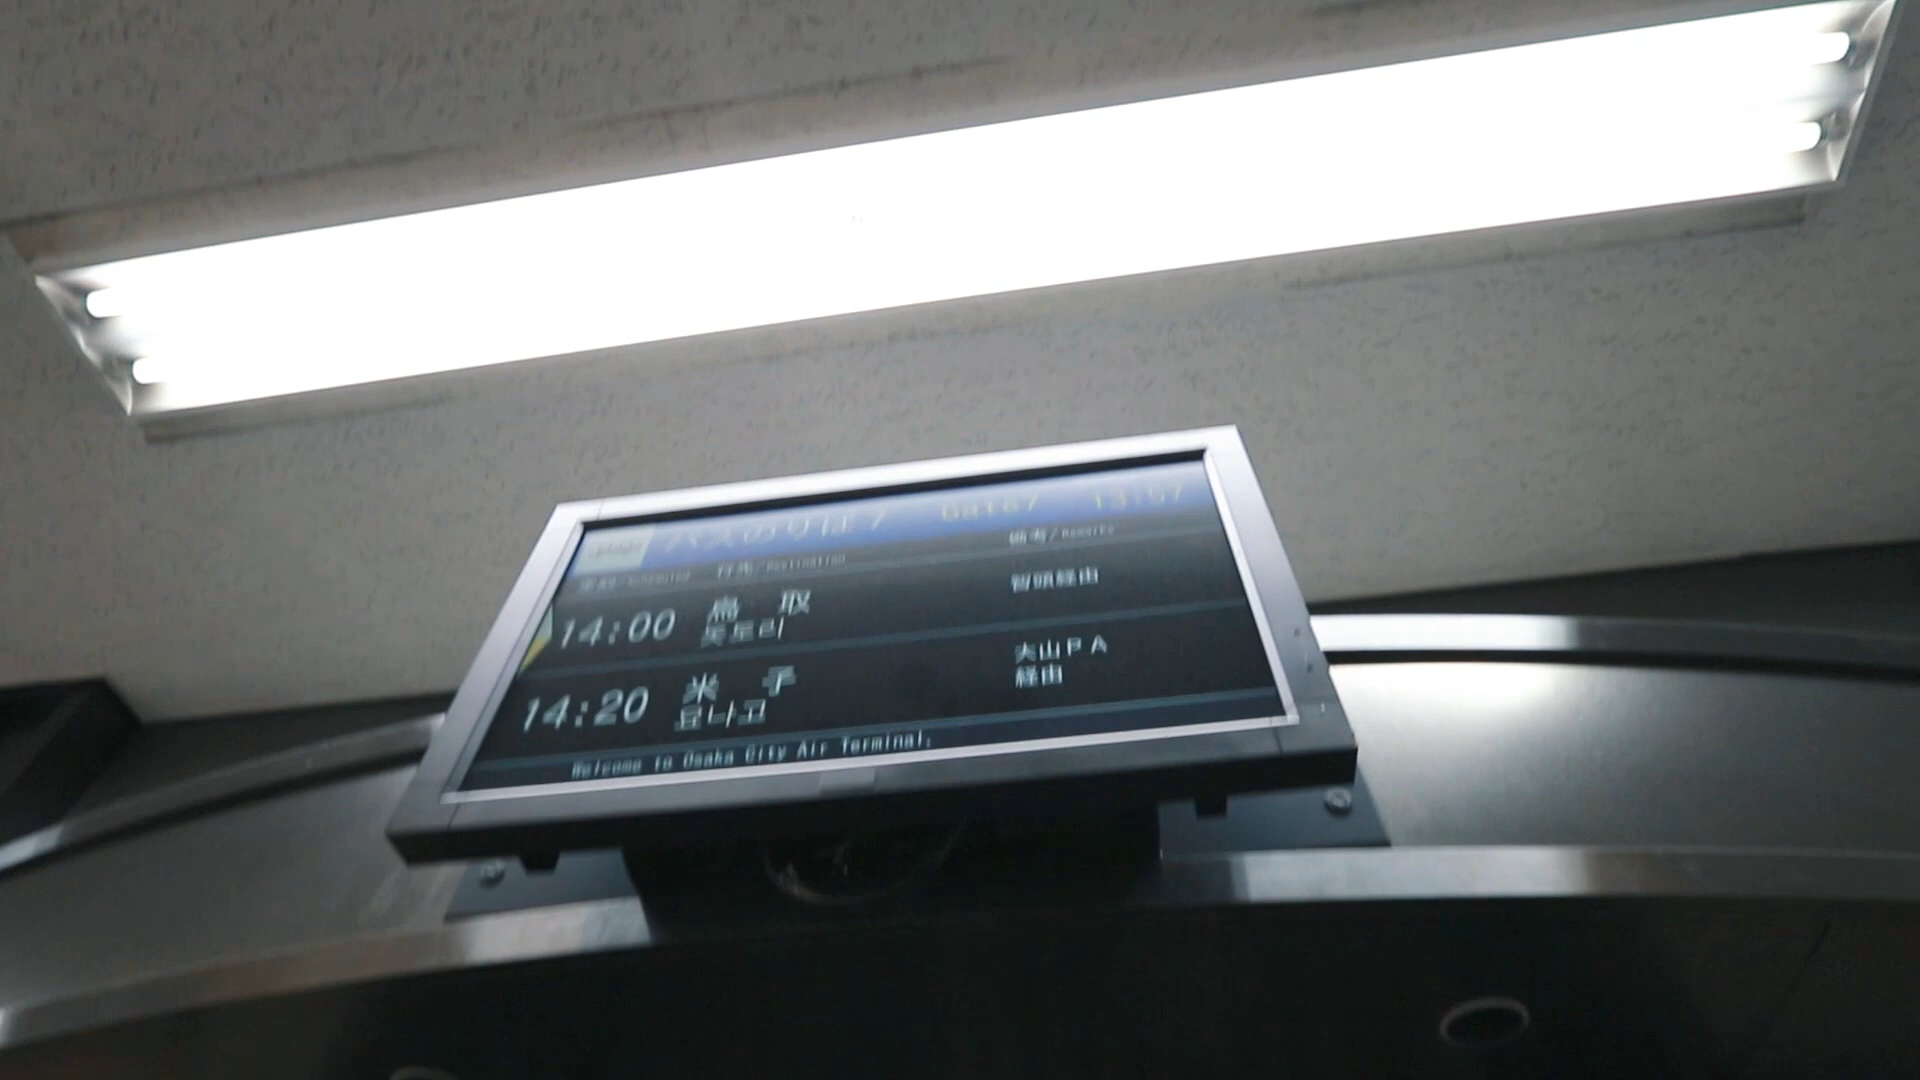 バスのりば7 Gate7 13:57
行先/Destination 備考/Remarks
14:00 鳥 取 智頭経由
돗토리
14:20 米 子 大山PA
요나고 経由
Welcome to Osaka City Air Terminal.